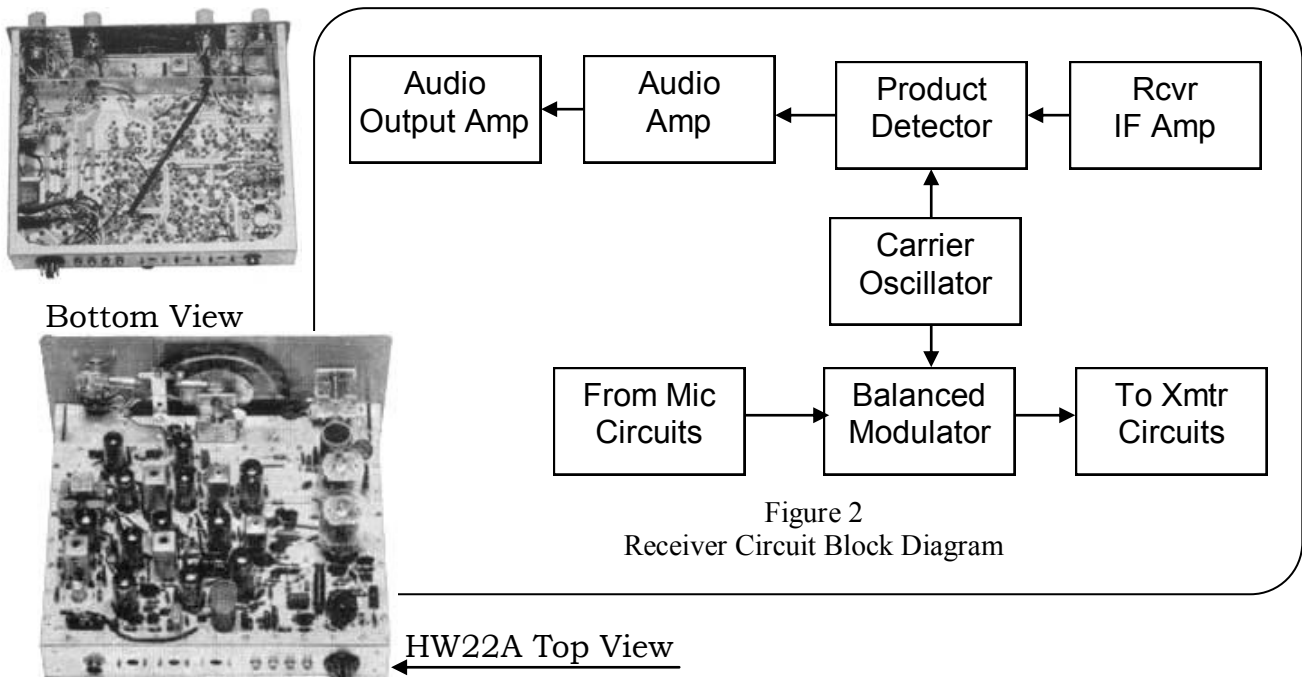 Audio
Output Amp
Audio
Amp
Product
Detector
Rcvr
IF Amp
Carrier
Oscillator
Bottom View
From Mic
Circuits
Balanced
Modulator
To Xmtr
Circuits
Figure 2
Receiver Circuit Block Diagram
HW22A Top View